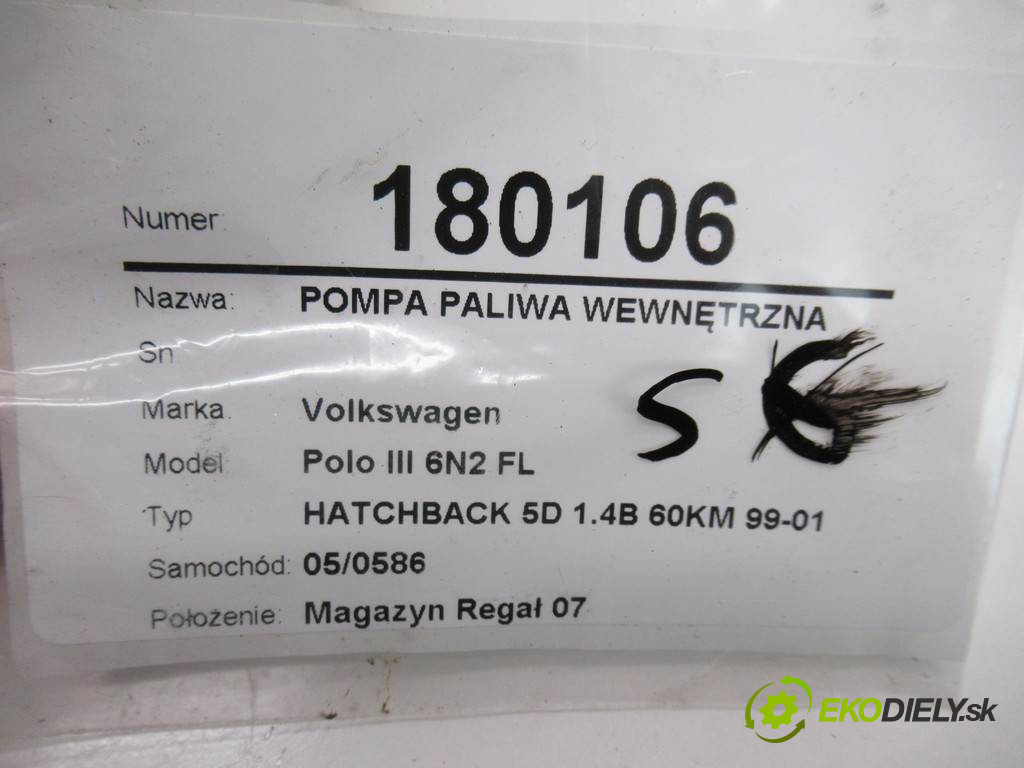 Numer: 180106
Nazwa: POMPA PALIWA WEWNĘTRZNA
Sn
Marka: Volkswagen
Model: Polo III 6N2 FL
Typ HATCHBACK 5D 1.4B 60KM 99-01
Samochód: 05/0586
Położenie: Magazyn Regał 07
EKODIELY.sk